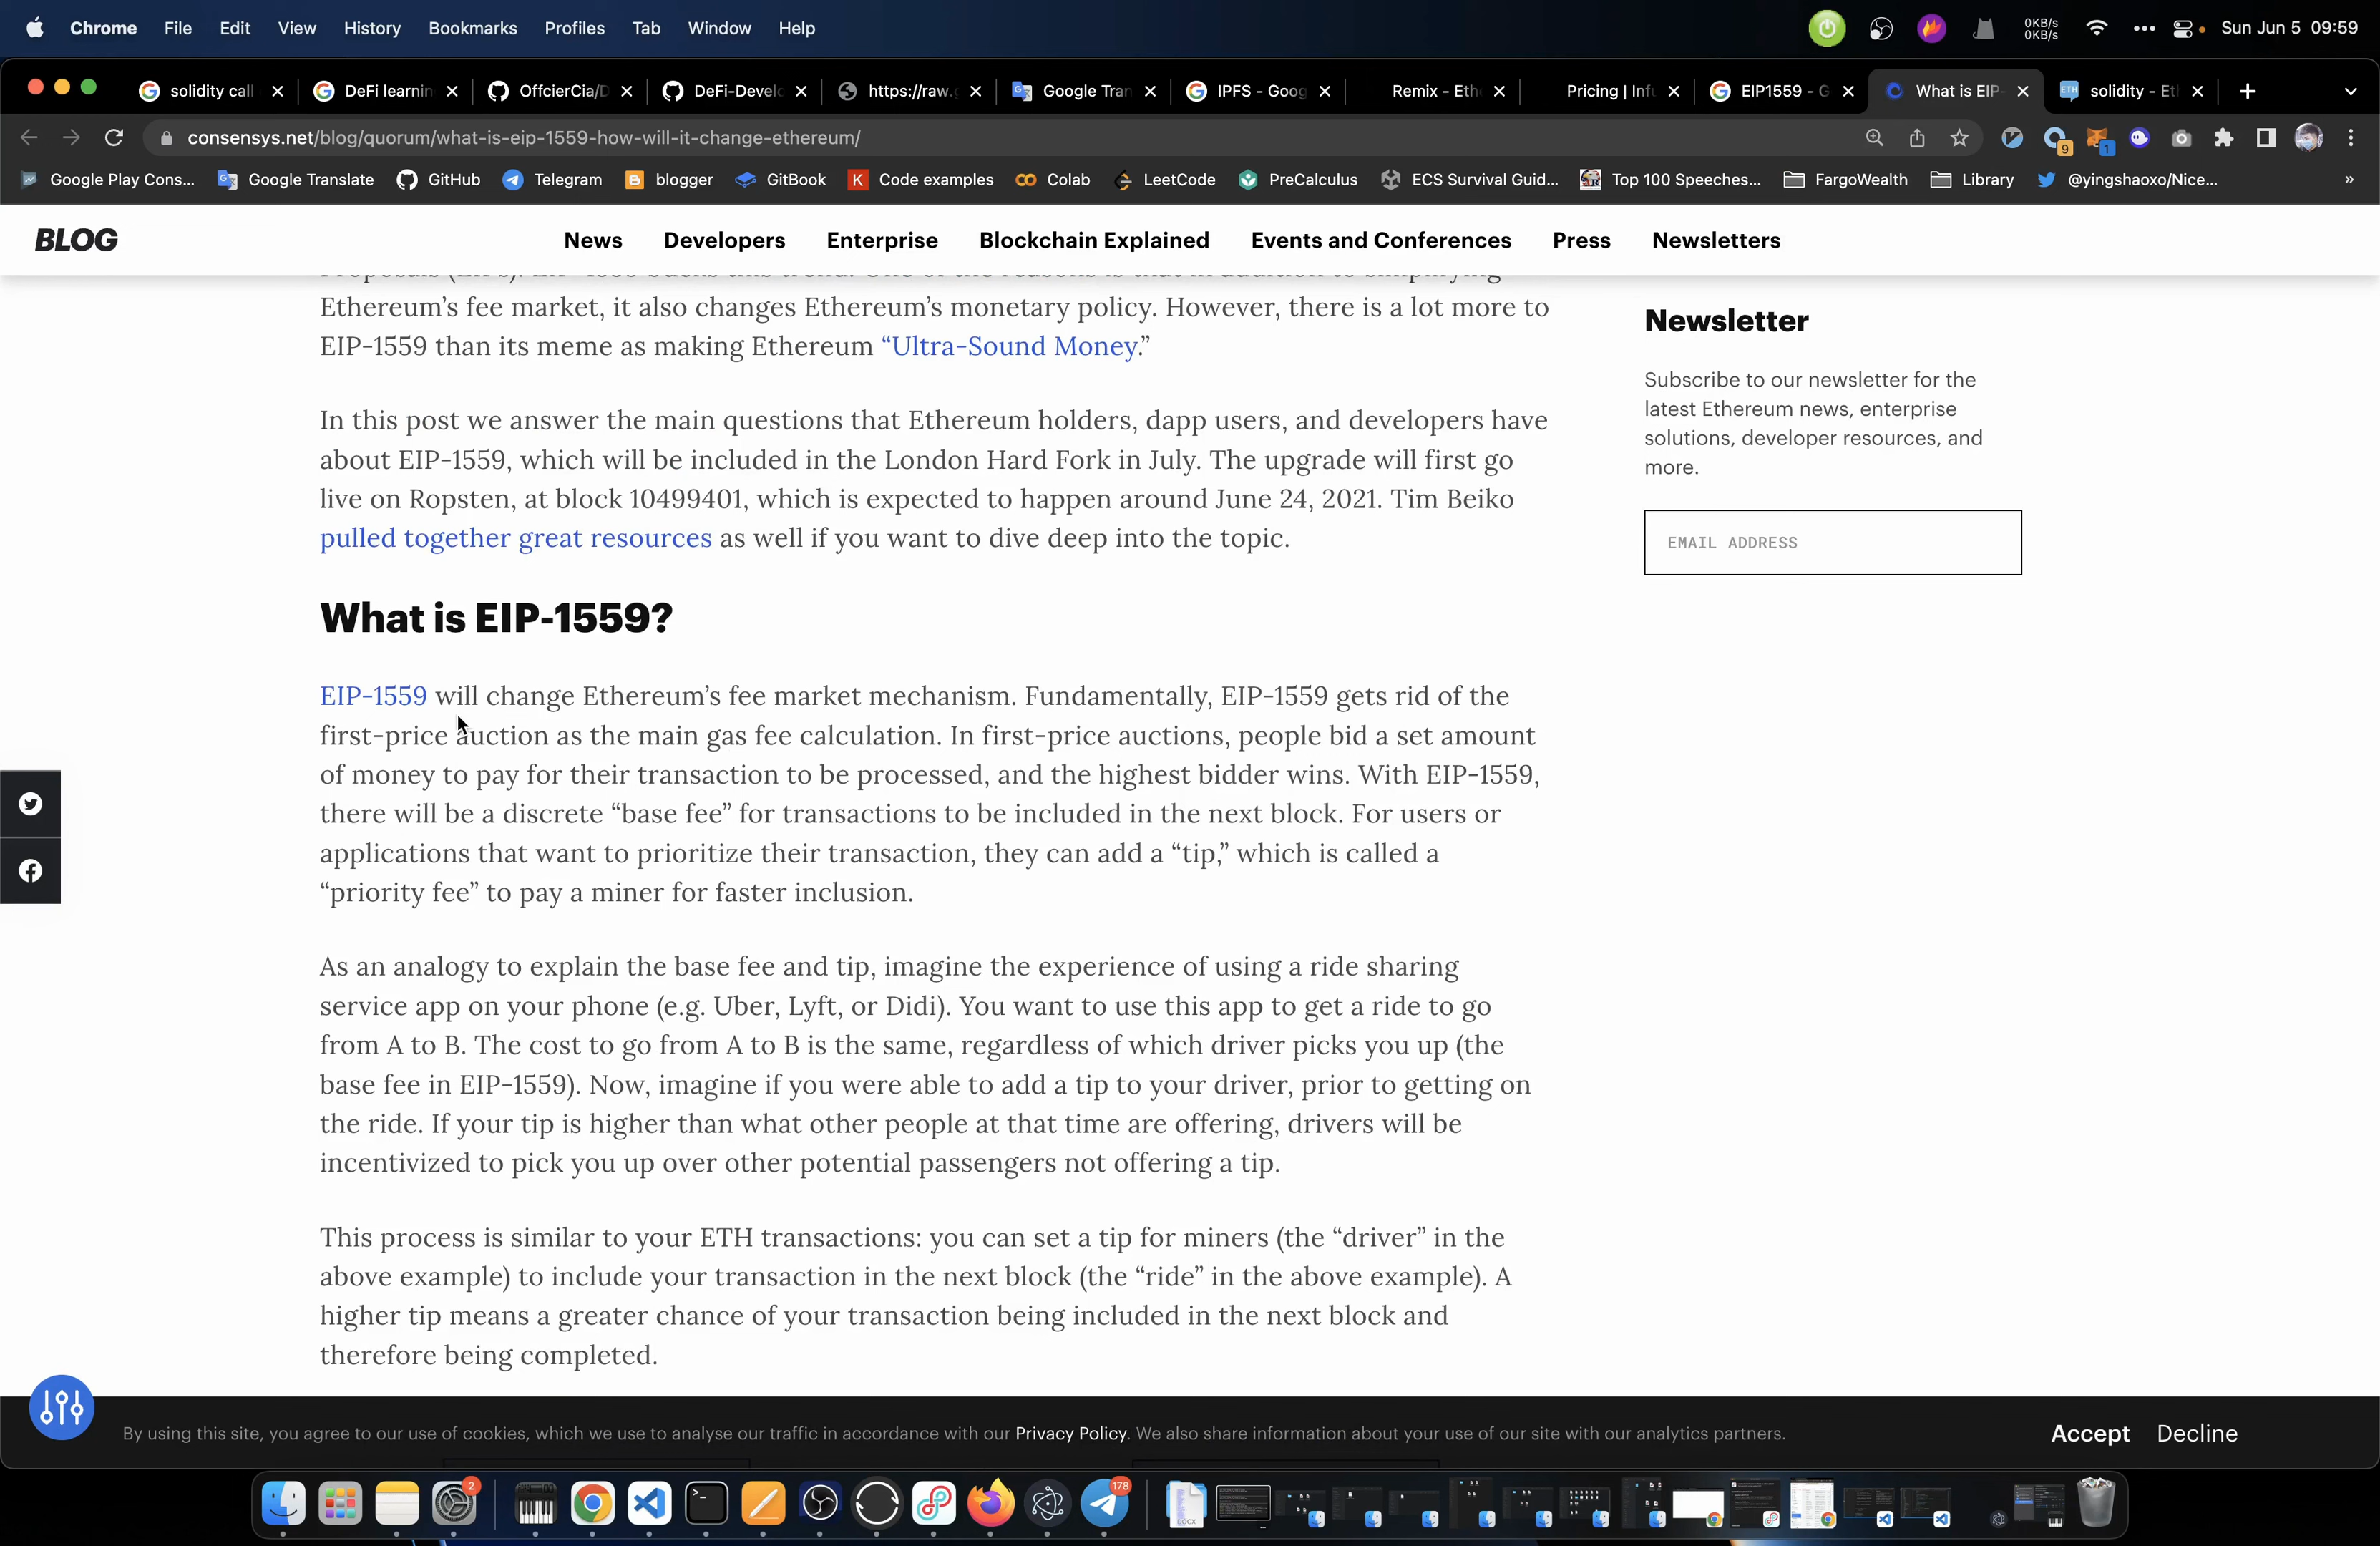 Chrome File Edit View History Bookmarks Profiles Tab Window Help
0KB/s
0KB/s
Sun Jun 5 09:59
solidity call
DeFi learnin
OffcierCia/D
DeFi-Develo
https://raw.g
Google Tran
IPFS - Goog
Remix - Eth
Pricing | Infu
EIP1559 - G
What is EIP-
solidity - Et
consensys.net/blog/quorum/what-is-eip-1559-how-will-it-change-ethereum/
9
1
Google Play Cons...
Google Translate
GitHub
Telegram
blogger
GitBook
Code examples
Colab
LeetCode
PreCalculus
ECS Survival Guid...
Top 100 Speeches...
FargoWealth
Library
@yingshaoxo/Nice...
»
BLOG
News Developers Enterprise Blockchain Explained Events and Conferences Press Newsletters
Ethereum’s fee market, it also changes Ethereum’s monetary policy. However, there is a lot more to
EIP-1559 than its meme as making Ethereum “Ultra-Sound Money.”
In this post we answer the main questions that Ethereum holders, dapp users, and developers have
about EIP-1559, which will be included in the London Hard Fork in July. The upgrade will first go
live on Ropsten, at block 10499401, which is expected to happen around June 24, 2021. Tim Beiko
pulled together great resources as well if you want to dive deep into the topic.
What is EIP-1559?
EIP-1559 will change Ethereum’s fee market mechanism. Fundamentally, EIP-1559 gets rid of the
first-price auction as the main gas fee calculation. In first-price auctions, people bid a set amount
of money to pay for their transaction to be processed, and the highest bidder wins. With EIP-1559,
there will be a discrete “base fee” for transactions to be included in the next block. For users or
applications that want to prioritize their transaction, they can add a “tip,” which is called a
“priority fee” to pay a miner for faster inclusion.
As an analogy to explain the base fee and tip, imagine the experience of using a ride sharing
service app on your phone (e.g. Uber, Lyft, or Didi). You want to use this app to get a ride to go
from A to B. The cost to go from A to B is the same, regardless of which driver picks you up (the
base fee in EIP-1559). Now, imagine if you were able to add a tip to your driver, prior to getting on
the ride. If your tip is higher than what other people at that time are offering, drivers will be
incentivized to pick you up over other potential passengers not offering a tip.
This process is similar to your ETH transactions: you can set a tip for miners (the “driver” in the
above example) to include your transaction in the next block (the “ride” in the above example). A
higher tip means a greater chance of your transaction being included in the next block and
therefore being completed.
Newsletter
Subscribe to our newsletter for the
latest Ethereum news, enterprise
solutions, developer resources, and
more.
EMAIL ADDRESS
By using this site, you agree to our use of cookies, which we use to analyse our traffic in accordance with our Privacy Policy. We also share information about your use of our site with our analytics partners.
Accept Decline
2
178
DOCX